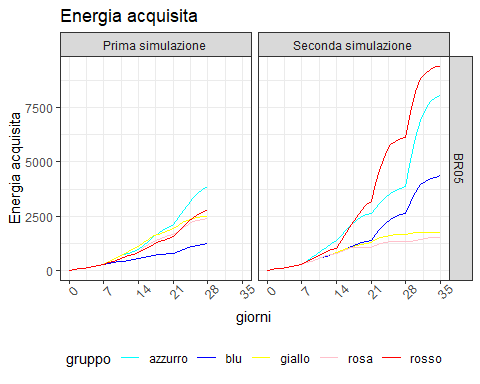 Energia acquisita
Prima simulazione
Seconda simulazione
Energia acquisita
7500
5000
2500
0
BR05
0 7 14 21 28 35
0 7 14 21 28 35
giorni
gruppo azzurro blu giallo rosa rosso